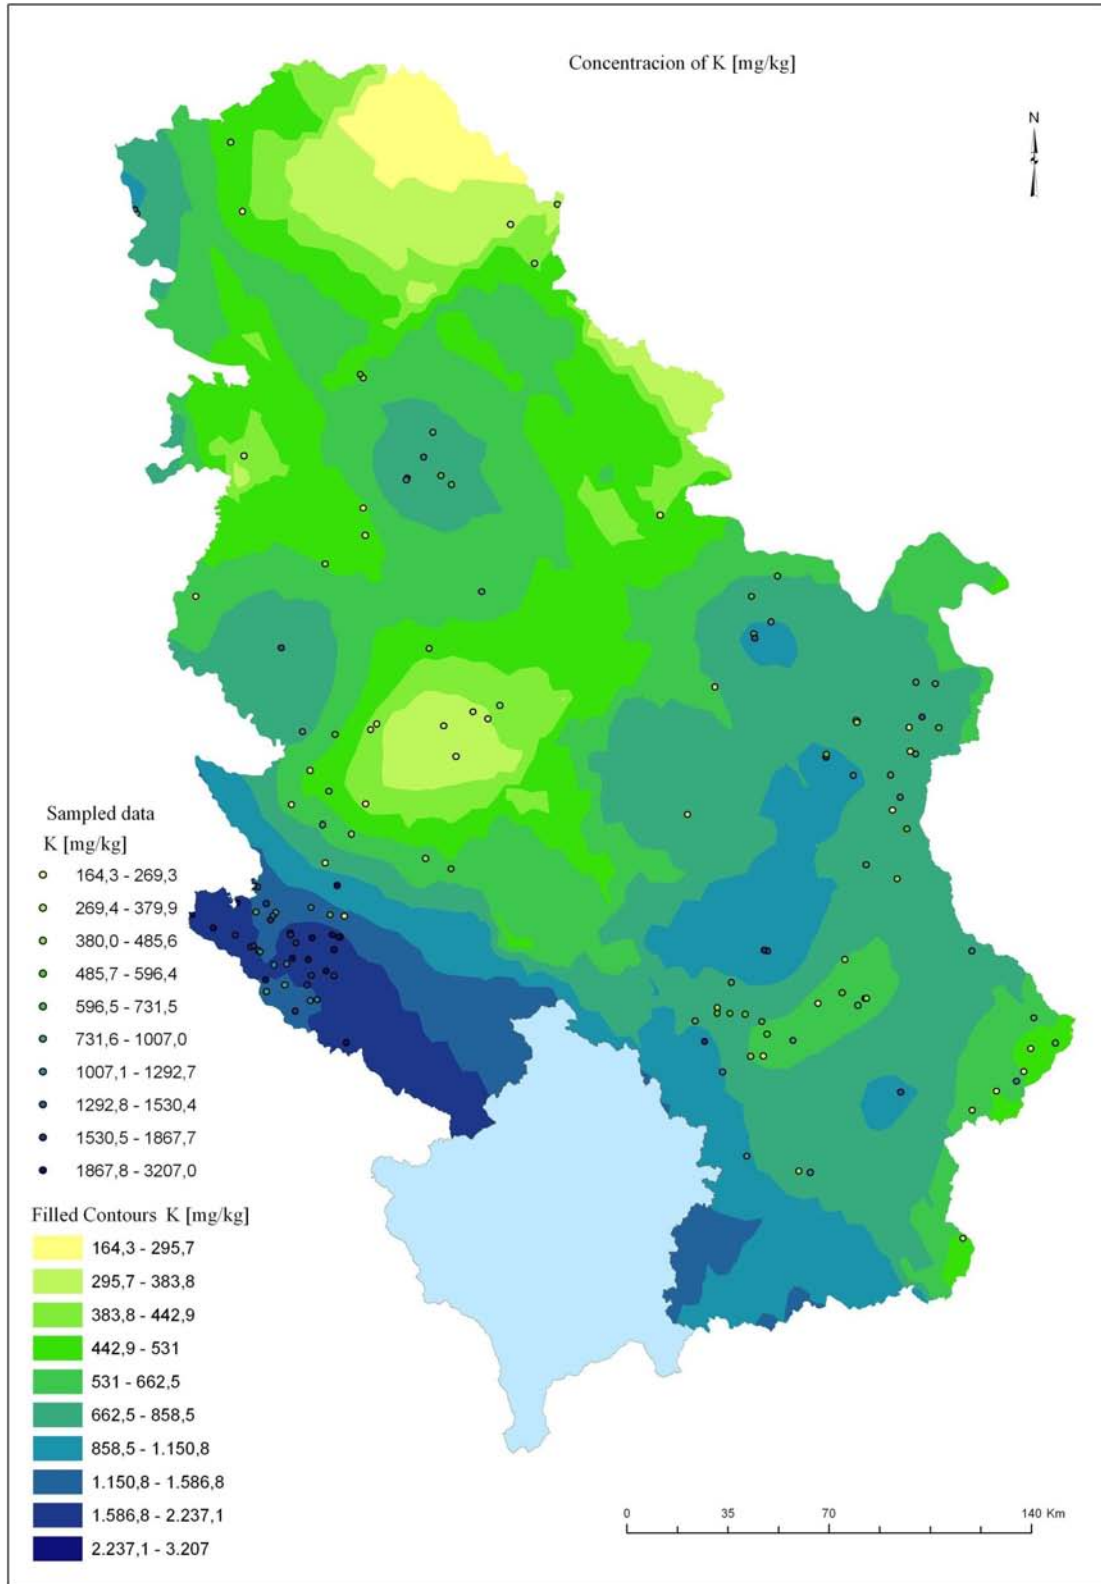 Concentracion of K [mg/kg]
N
Sampled data
K [mg/kg]
164,3 - 269,3
269,4 - 379,9
380,0 - 485,6
485,7 - 596,4
596,5 - 731,5
731,6 - 1007,0
1007,1 - 1292,7
1292,8 - 1530,4
1530,5 - 1867,7
1867,8 - 3207,0
Filled Contours K [mg/kg]
164,3 - 295,7
295,7 - 383,8
383,8 - 442,9
442,9 - 531
531 - 662,5
662,5 - 858,5
858,5 - 1.150,8
1.150,8 - 1.586,8
1.586,8 - 2.237,1
2.237,1 - 3.207
0 35 70 140 Km